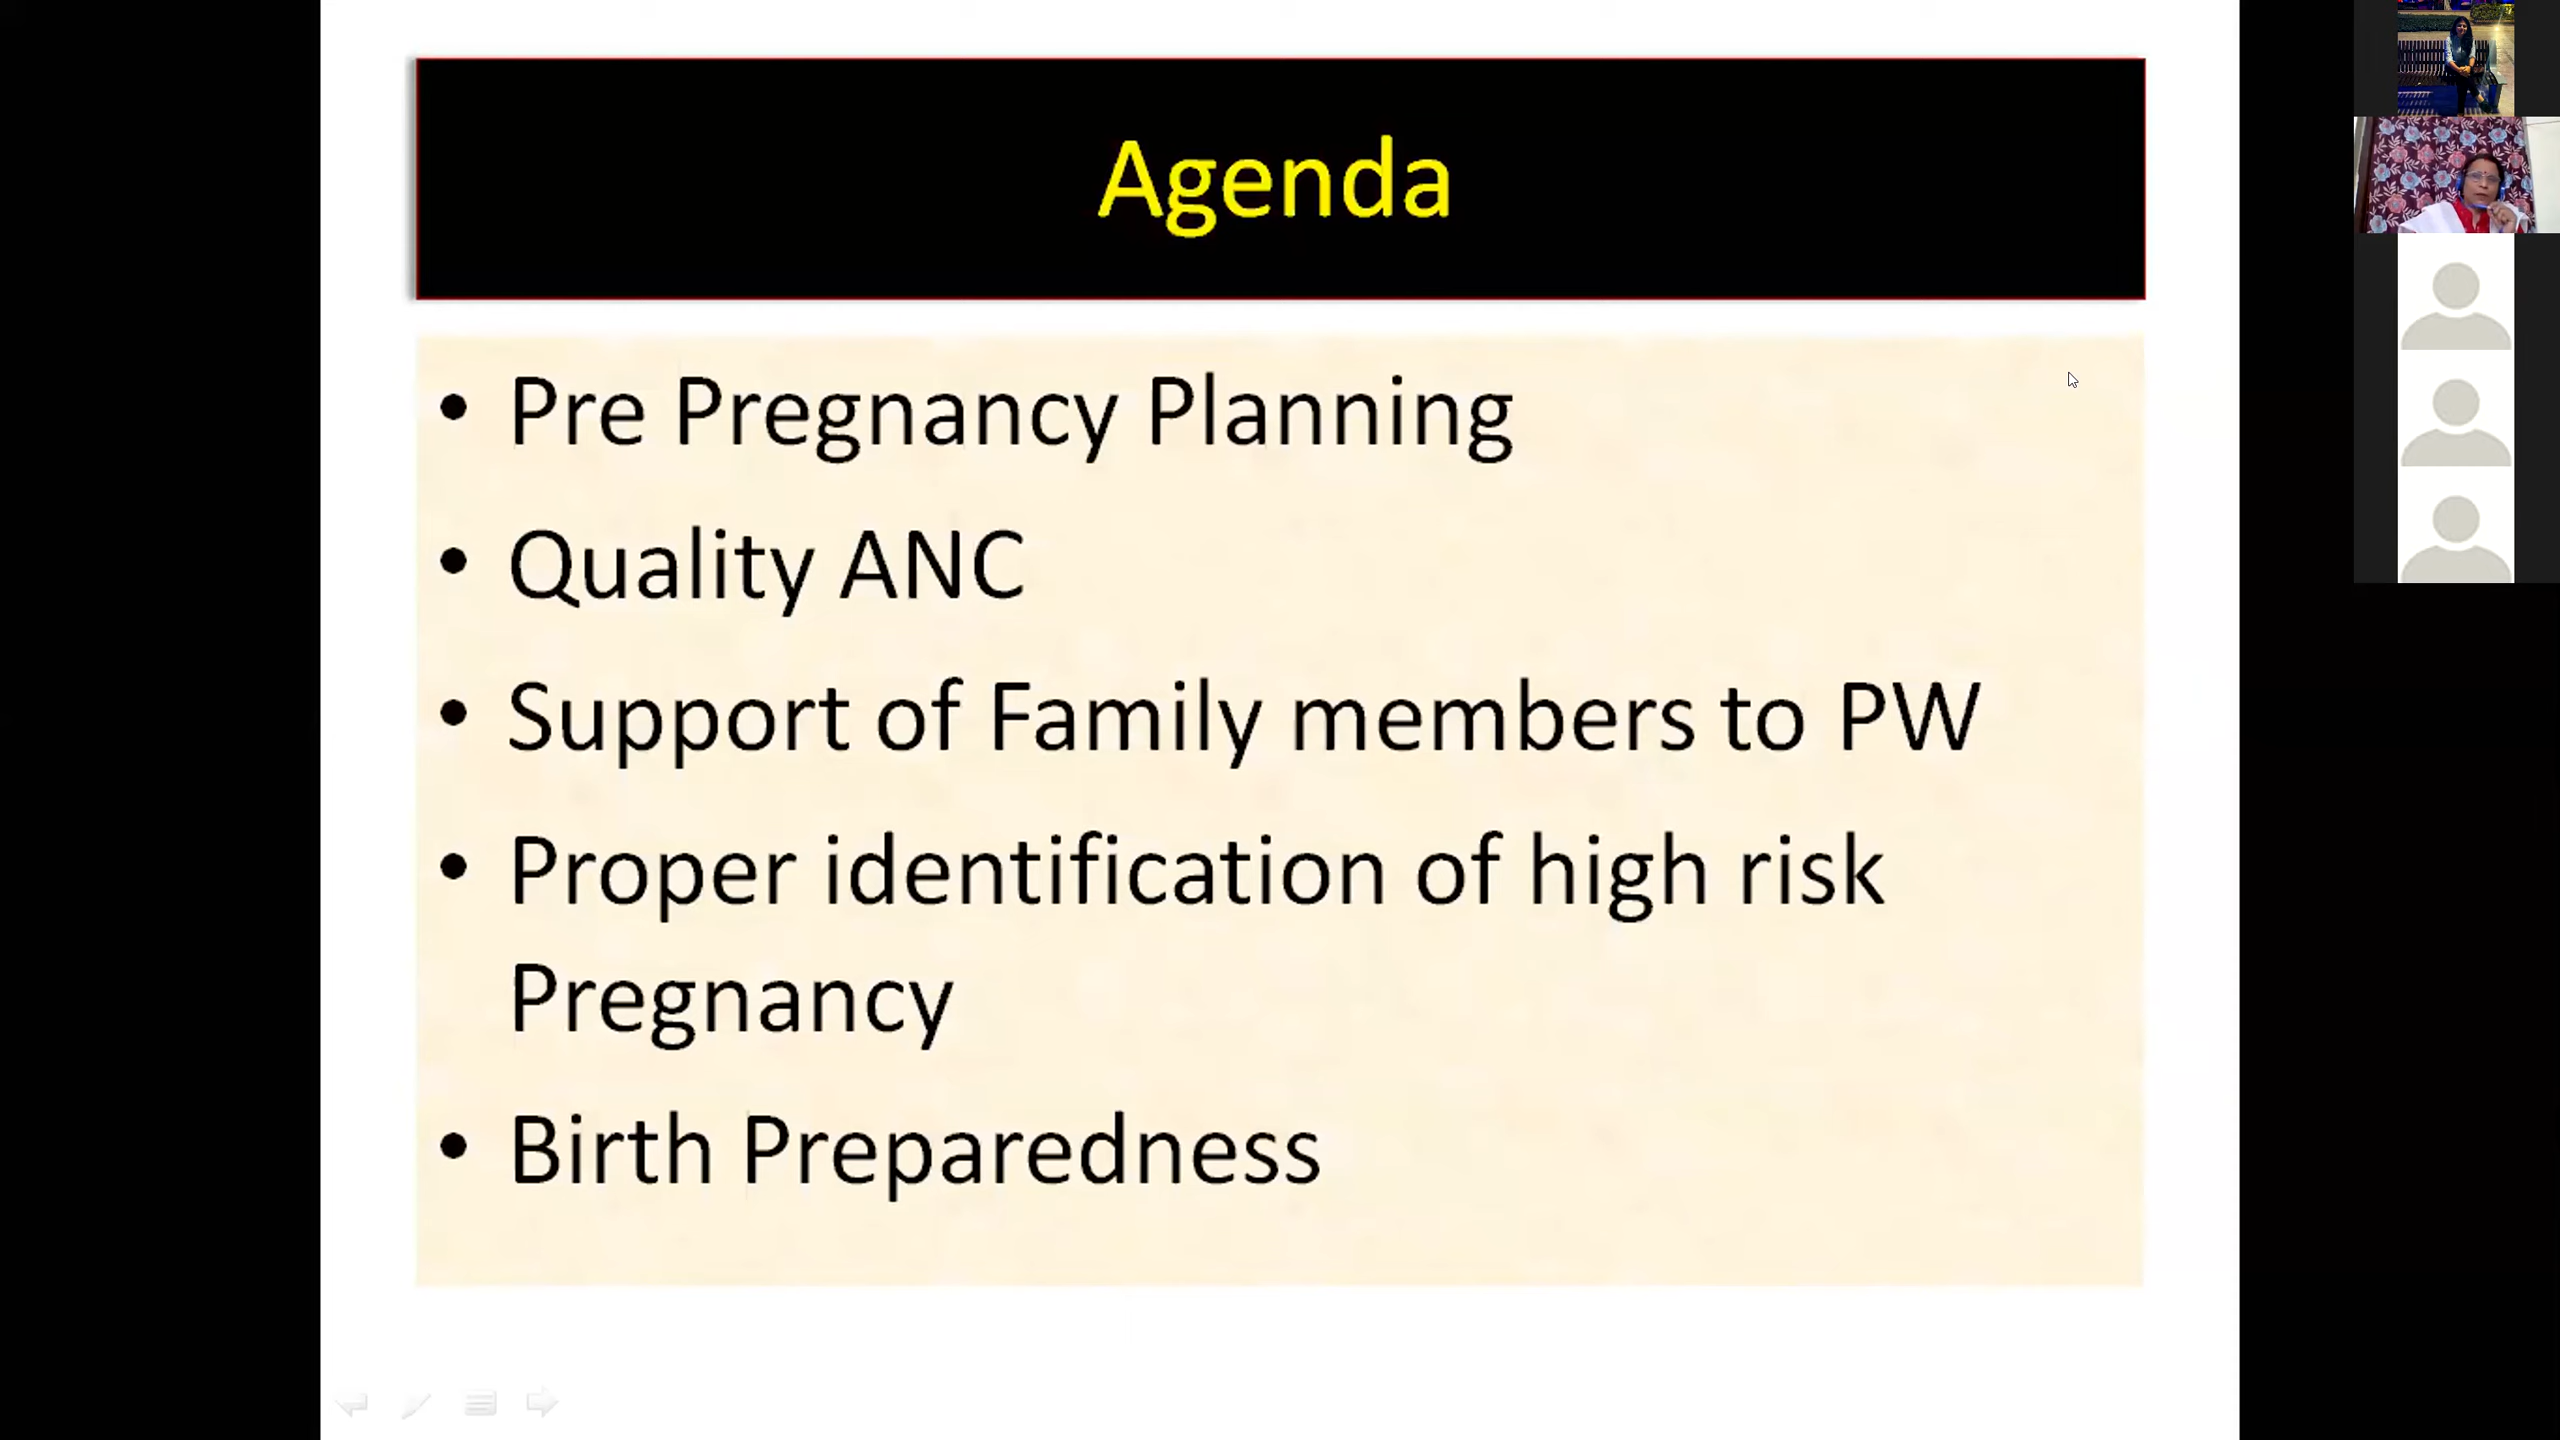 Agenda
• Pre Pregnancy Planning
• Quality ANC
• Support of Family members to PW
• Proper identification of high risk
Pregnancy
• Birth Preparedness